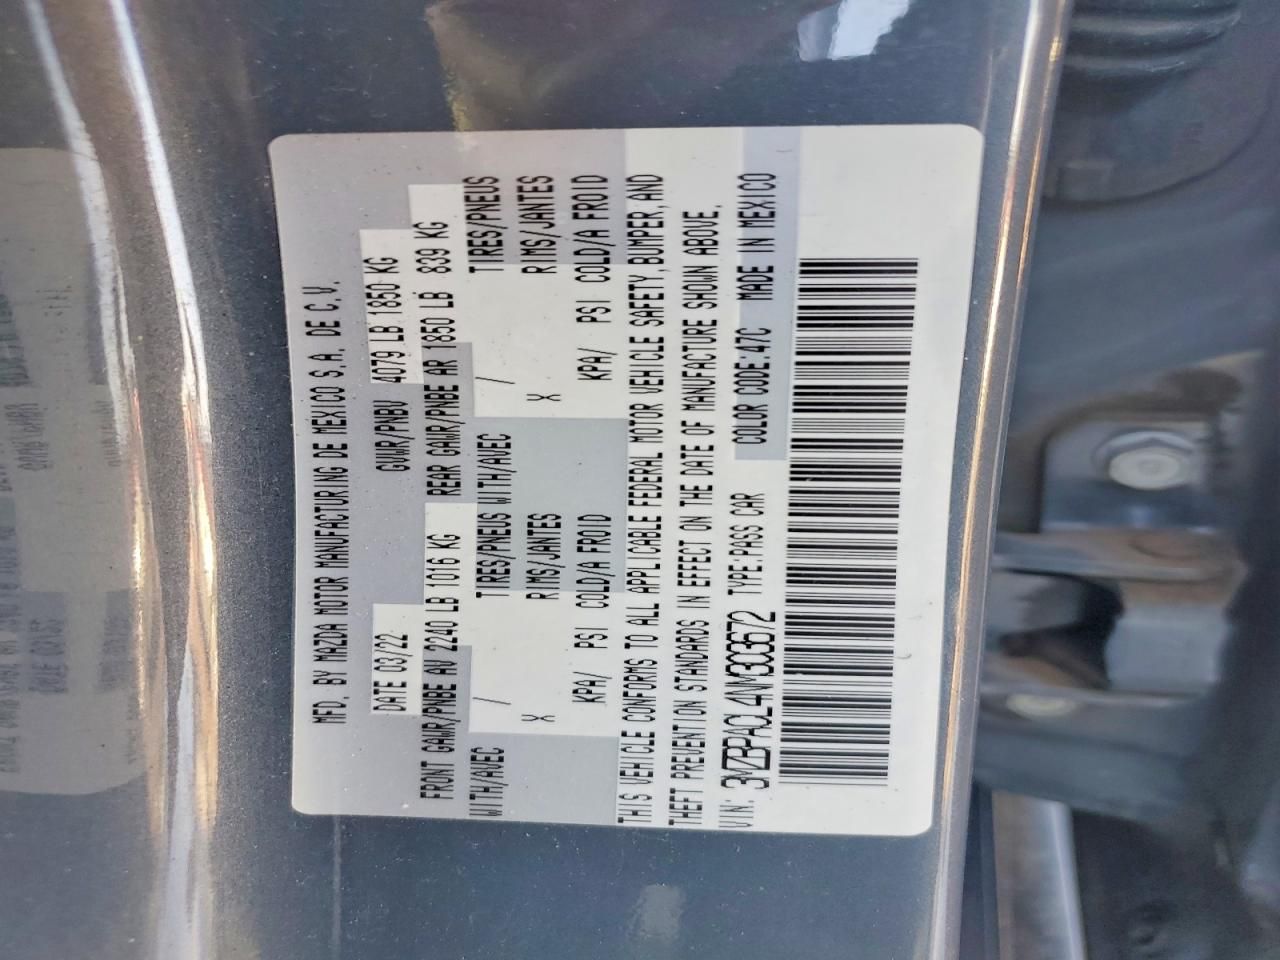 MFD. BY MAZDA MOTOR MANUFACTURING DE MEXICO S.A. DE C.V.
DATE 03/22 GVWR/PNBV 4079 LB 1850 KG
FRONT GAWR/PNBE AV 2240 LB 1016 KG REAR GAWR/PNBE AR 1850 LB 839 KG
WITH/AVEC / TIRES/PNEUS WITH/AVEC / TIRES/PNEUS
X RIMS/JANTES X RIMS/JANTES
KPA/ PSI COLD/A FROID KPA/ PSI COLD/A FROID
THIS VEHICLE CONFORMS TO ALL APPLICABLE FEDERAL MOTOR VEHICLE SAFETY, BUMPER, AND
THEFT PREVENTION STANDARDS IN EFFECT ON THE DATE OF MANUFACTURE SHOWN ABOVE.
VIN: 3MZBPACL4NM303672 TYPE:PASS CAR COLOR CODE:47C MADE IN MEXICO